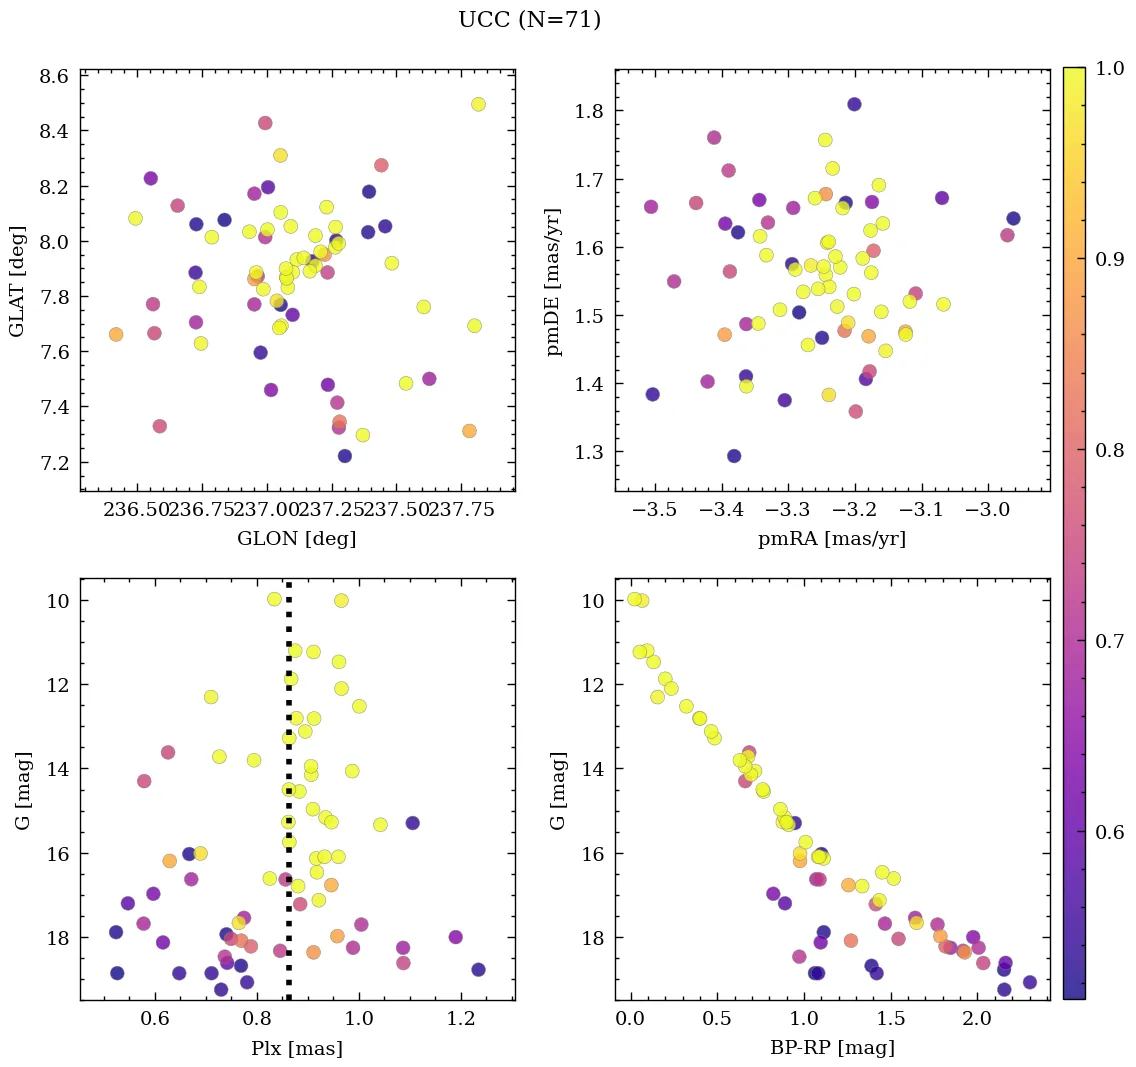 UCC (N=71)
8.6
8.4
8.2
8.0
7.8
7.6
7.4
7.2
GLAT [deg]
236.50 236.75 237.00 237.25 237.50 237.75
GLON [deg]
1.8
1.7
1.6
1.5
1.4
1.3
pmDE [mas/yr]
−3.5 −3.4 −3.3 −3.2 −3.1 −3.0
pmRA [mas/yr]
10
12
14
16
18
G [mag]
0.6 0.8 1.0 1.2
Plx [mas]
10
12
14
16
18
G [mag]
0.0 0.5 1.0 1.5 2.0
BP-RP [mag]
1.0
0.9
0.8
0.7
0.6